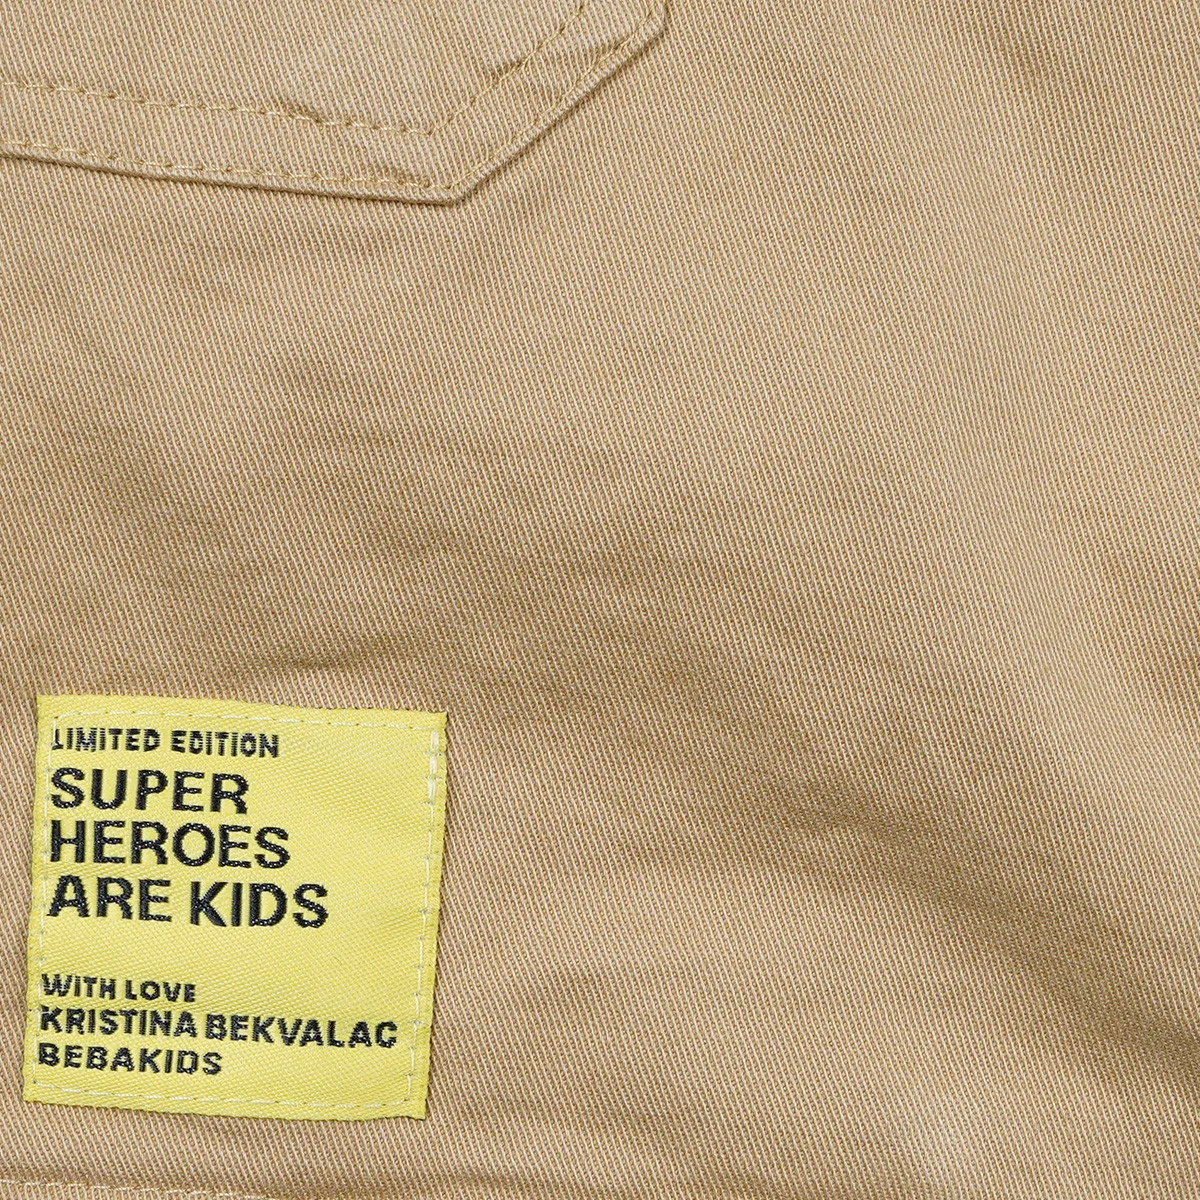 LIMITED EDITION
SUPER
HEROES
ARE KIDS
WITH LOVE
KRISTINA BEKVALAC
BEBAKIDS